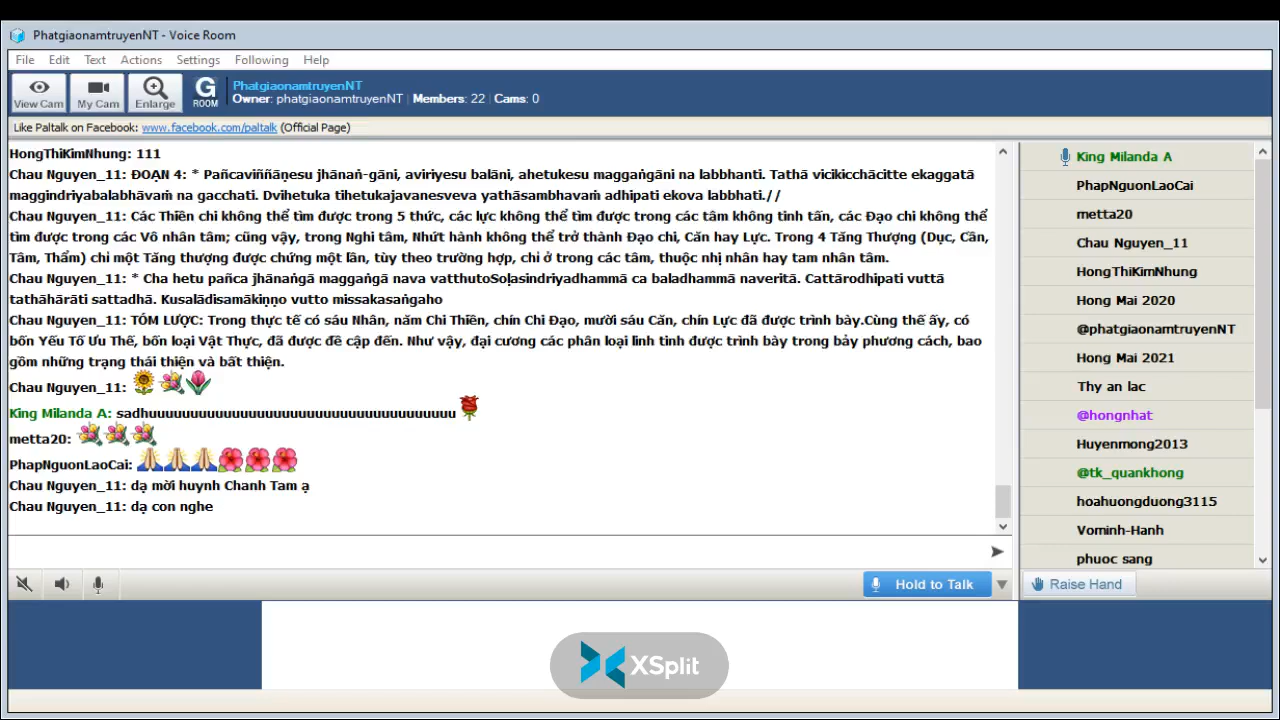 PhatgiaonamtruyenNT - Voice Room
File Edit Text Actions Settings Following Help
View Cam My Cam Enlarge G ROOM
PhatgiaonamtruyenNT
Owner: phatgiaonamtruyenNT | Members: 22 | Cams: 0
Like Paltalk on Facebook: www.facebook.com/paltalk (Official Page)
HongThiKimNhung: 111
Chau Nguyen_11: ĐOẠN 4: * Pañcaviññāṇesu jhānaṅ-gāni, aviriyesu balāni, ahetukesu maggaṅgāni na labbhanti. Tathā vicikicchācitte ekaggatā
maggindriyabalabhāvaṁ na gacchati. Dvihetuka tihetukajavanesveva yathāsambhavaṁ adhipati ekova labbhati.//
Chau Nguyen_11: Các Thiên chi không thể tìm được trong 5 thức, các lực không thể tìm được trong các tâm không tinh tấn, các Đạo chi không thể
tìm được trong các Vô nhân tâm; cũng vậy, trong Nghi tâm, Nhứt hành không thể trở thành Đạo chi, Căn hay Lực. Trong 4 Tăng Thượng (Dục, Cần,
Tâm, Thẩm) chỉ một Tăng thượng được chứng một lần, tùy theo trường hợp, chỉ ở trong các tâm, thuộc nhị nhân hay tam nhân tâm.
Chau Nguyen_11: * Cha hetu pañca jhānaṅgā maggaṅgā nava vatthutoSoḷasindriyadhammā ca baladhammā naveritā. Cattārodhipati vuttā
tathāhārāti sattadhā. Kusalādisamākiṇṇo vutto missakasaṅgaho
Chau Nguyen_11: TÓM LƯỢC: Trong thực tế có sáu Nhân, năm Chi Thiền, chín Chi Đạo, mười sáu Căn, chín Lực đã được trình bày.Cùng thế ấy, có
bốn Yếu Tố Ưu Thế, bốn loại Vật Thực, đã được đề cập đến. Như vậy, đại cương các phân loại linh tinh được trình bày trong bảy phương cách, bao
gồm những trạng thái thiện và bất thiện.
Chau Nguyen_11:
King Milanda A: sadhuuuuuuuuuuuuuuuuuuuuuuuuuuuuuuuuuuuuu
metta20:
PhapNguonLaoCai:
Chau Nguyen_11: dạ mời huynh Chanh Tam ạ
Chau Nguyen_11: dạ con nghe
King Milanda A
PhapNguonLaoCai
metta20
Chau Nguyen_11
HongThiKimNhung
Hong Mai 2020
@phatgiaonamtruyenNT
Hong Mai 2021
Thy an lac
@hongnhat
Huyenmong2013
@tk_quankhong
hoahuongduong3115
Vominh-Hanh
phuoc sang
Hold to Talk
Raise Hand
XSplit